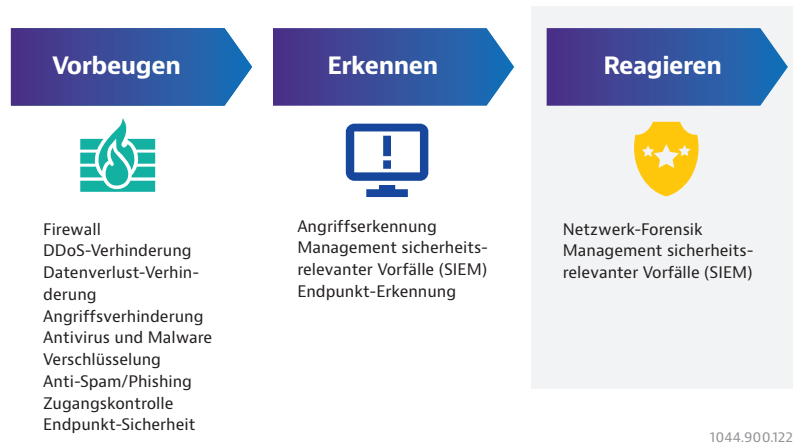 Vorbeugen
Firewall
DDoS-Verhinderung
Datenverlust-Verhin-
derung
Angriffsverhinderung
Antivirus und Malware
Verschlüsselung
Anti-Spam/Phishing
Zugangskontrolle
Endpunkt-Sicherheit
Erkennen
Angriffserkennung
Management sicherheits-
relevanter Vorfälle (SIEM)
Endpunkt-Erkennung
Reagieren
Netzwerk-Forensik
Management sicherheits-
relevanter Vorfälle (SIEM)
1044.900.122